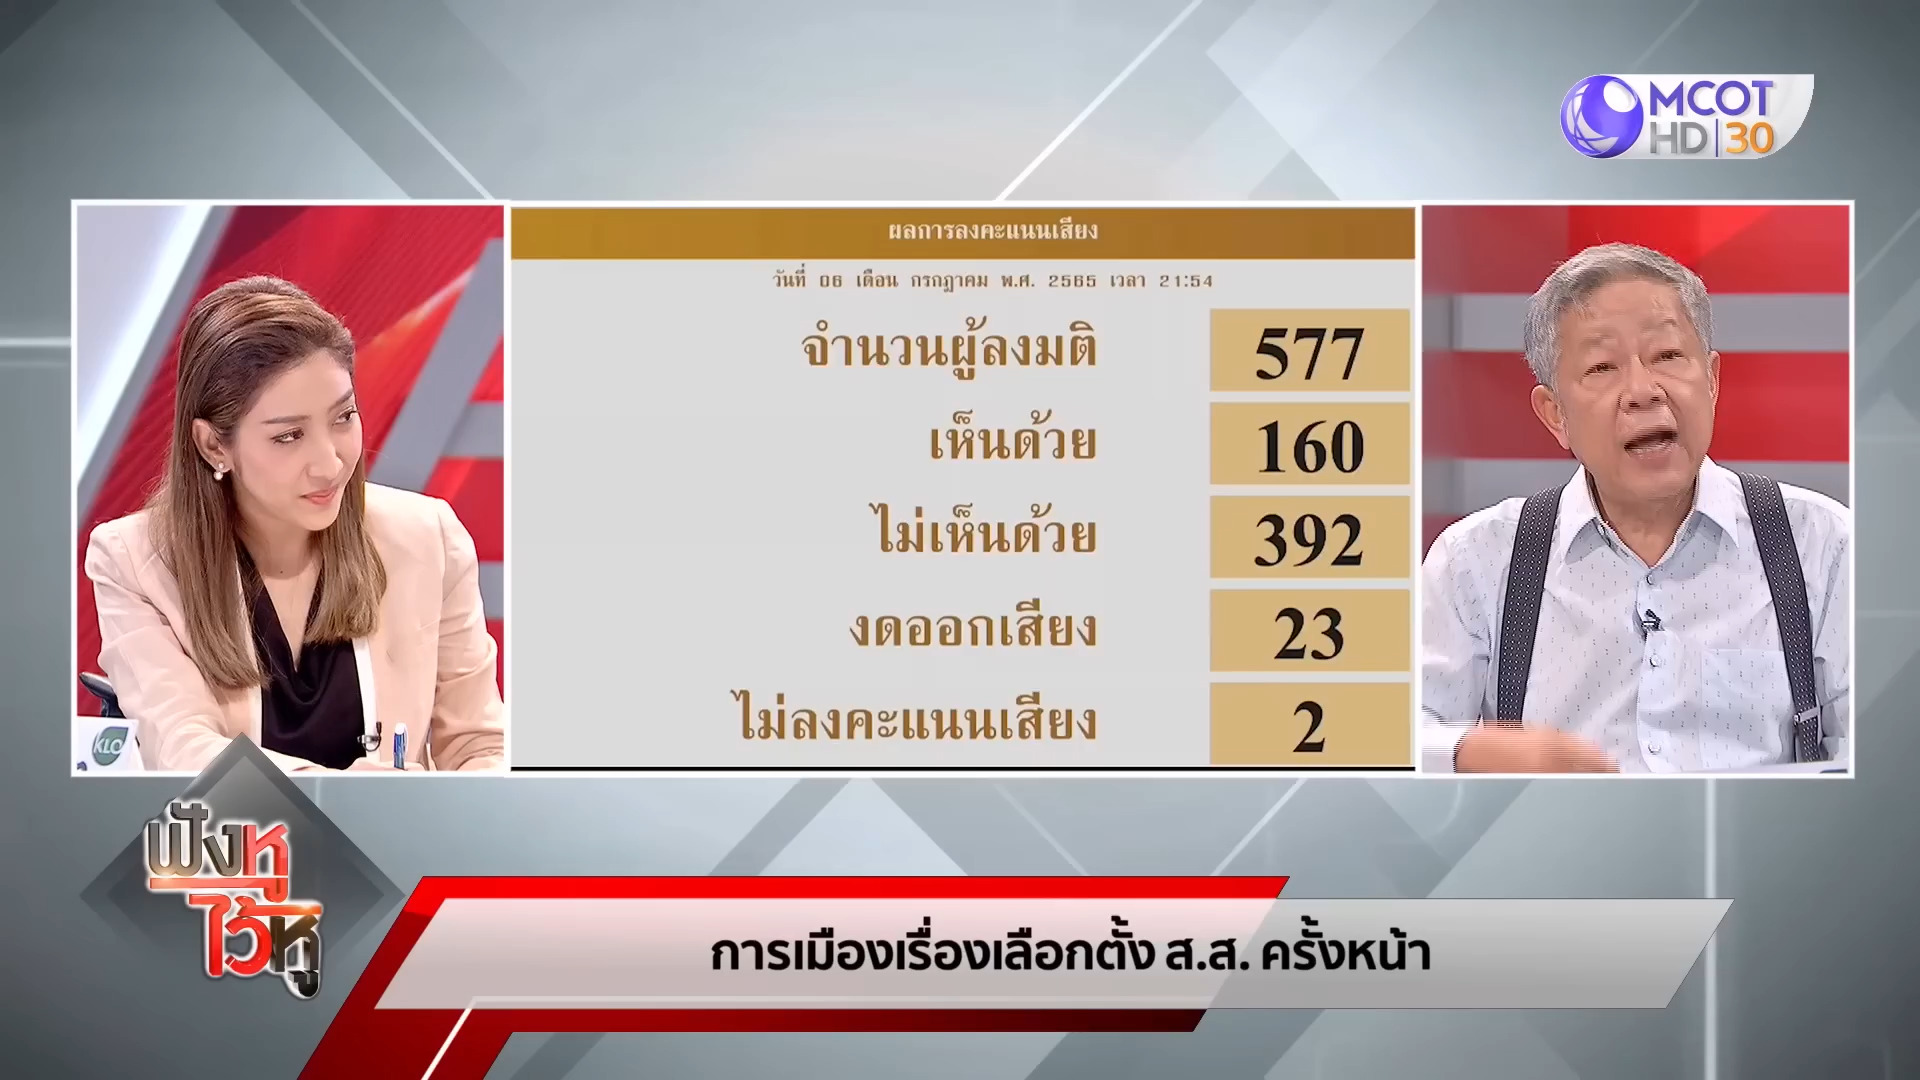 MCOT
HD 30
ผลการลงคะแนนเสียง
วันที่ 06 เดือน กรกฎาคม พ.ศ. 2565 เวลา 21:54
จำนวนผู้ลงมติ 577
เห็นด้วย 160
ไม่เห็นด้วย 392
งดออกเสียง 23
ไม่ลงคะแนนเสียง 2
KLO
ฟังหู
ไว้หู
การเมืองเรื่องเลือกตั้ง ส.ส. ครั้งหน้า